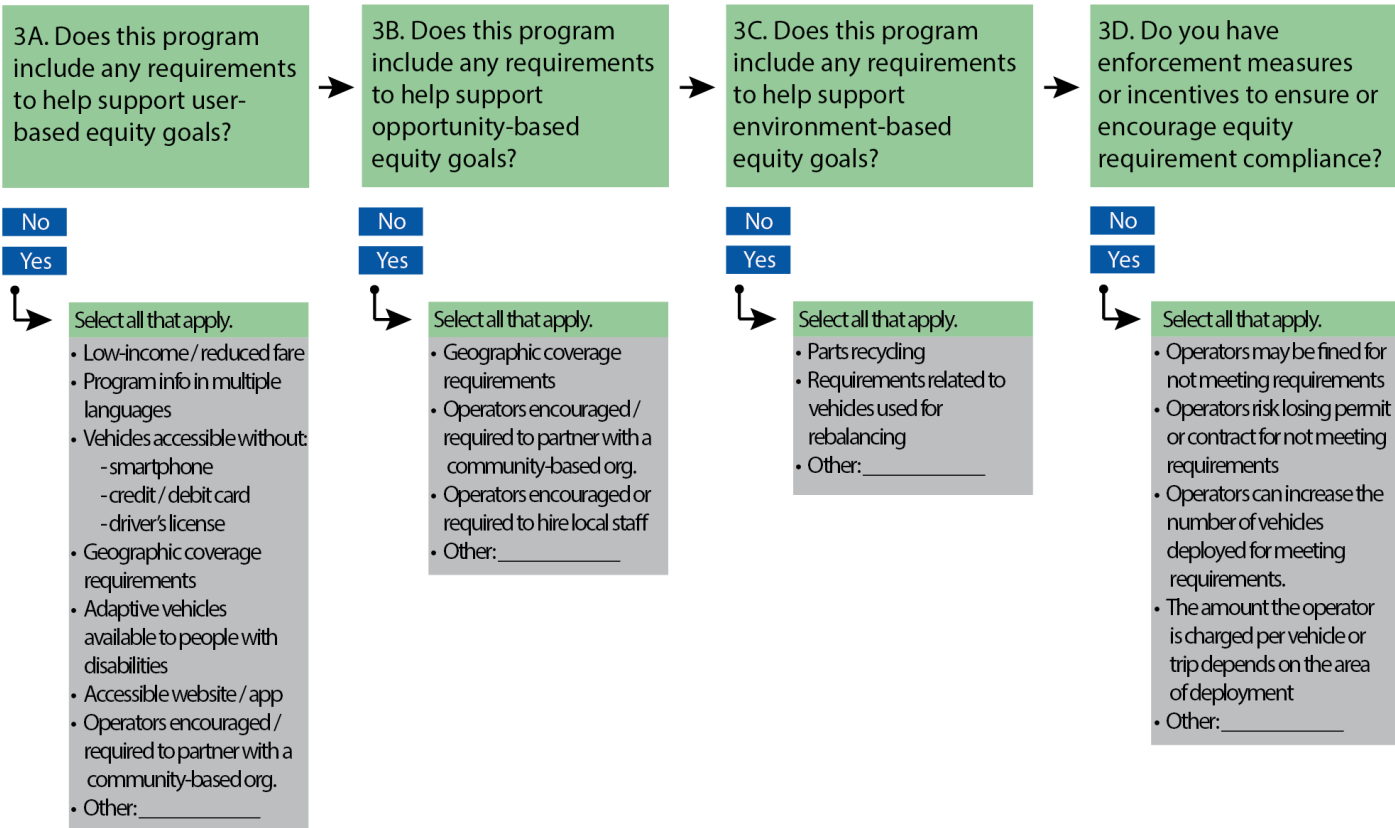 3A. Does this program
include any requirements
to help support user-
based equity goals?
No
Yes
Select all that apply.
• Low-income / reduced fare
• Program info in multiple
languages
• Vehicles accessible without:
- smartphone
- credit / debit card
- driver's license
• Geographic coverage
requirements
• Adaptive vehicles
available to people with
disabilities
• Accessible website / app
• Operators encouraged /
required to partner with a
community-based org.
• Other: ____________
3B. Does this program
include any requirements
to help support
opportunity-based
equity goals?
No
Yes
Select all that apply.
• Geographic coverage
requirements
• Operators encouraged /
required to partner with a
community-based org.
• Operators encouraged or
required to hire local staff
• Other: ____________
3C. Does this program
include any requirements
to help support
environment-based
equity goals?
No
Yes
Select all that apply.
• Parts recycling
• Requirements related to
vehicles used for
rebalancing
• Other: ____________
3D. Do you have
enforcement measures
or incentives to ensure or
encourage equity
requirement compliance?
No
Yes
Select all that apply.
• Operators may be fined for
not meeting requirements
• Operators risk losing permit
or contract for not meeting
requirements
• Operators can increase the
number of vehicles
deployed for meeting
requirements.
• The amount the operator
is charged per vehicle or
trip depends on the area
of deployment
• Other: ____________